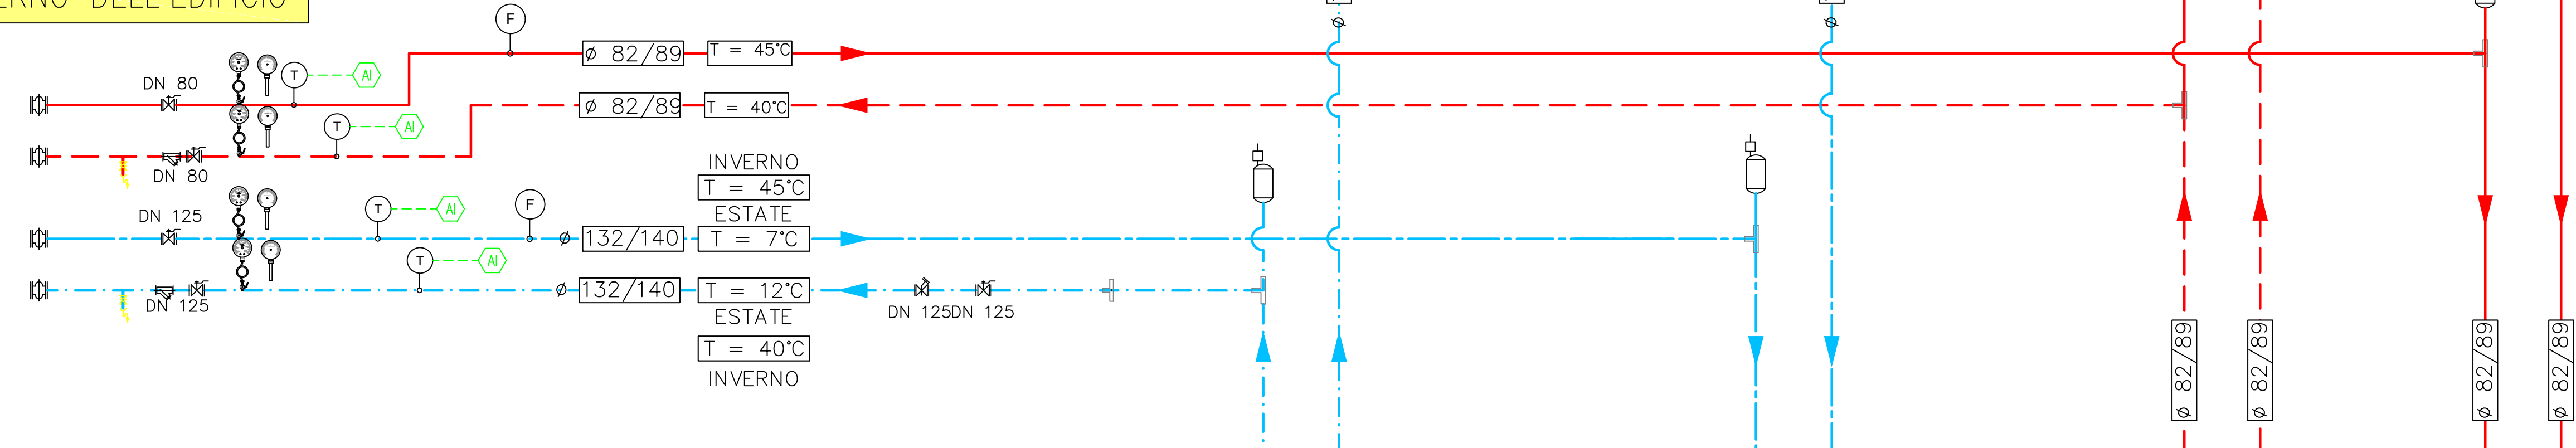 DELL'EDIFICIO
F
ø 82/89 T = 45°C
DN 80
T AI
ø 82/89 T = 40°C
T AI
DN 80
INVERNO
T = 45°C
ESTATE
DN 125
T AI
F
ø 132/140 T = 7°C
T AI
ø 132/140 T = 12°C
DN 125
DN 125 DN 125
ESTATE
T = 40°C
INVERNO
ø
ø
ø 82/89
ø 82/89
ø 82/89
ø 82/89